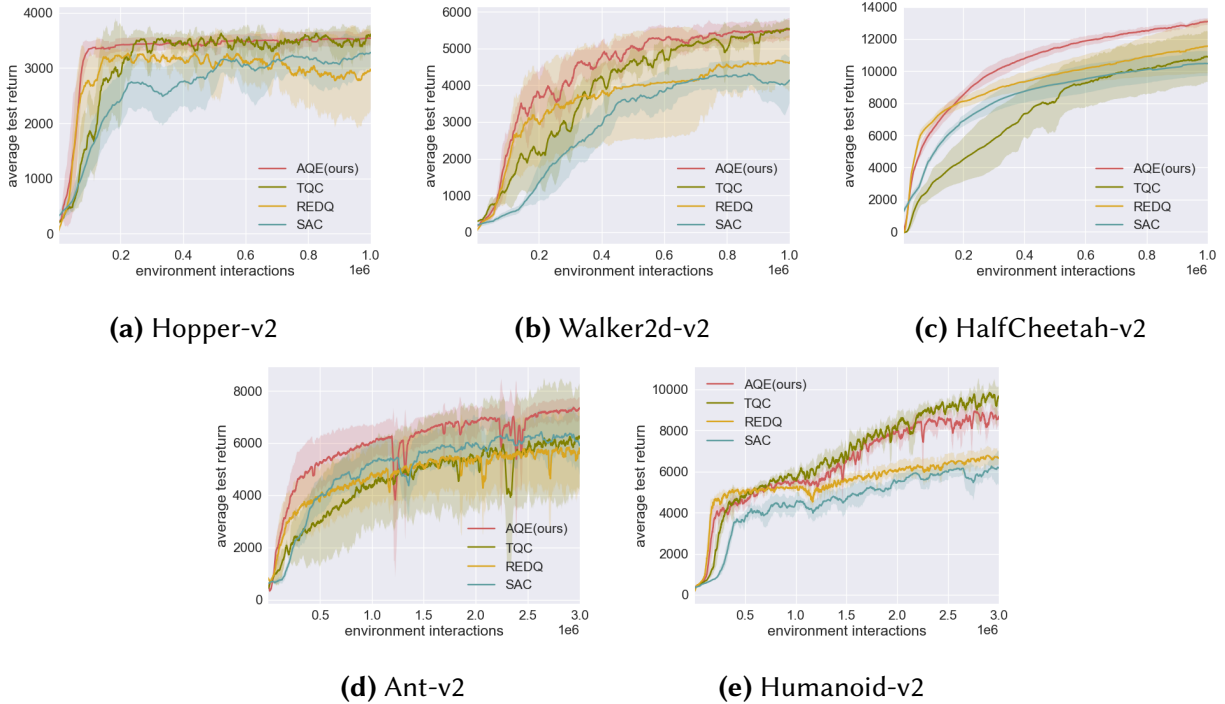 4000
3000
2000
1000
0
average test return
AQE(ours)
TQC
REDQ
SAC
0.2 0.4 0.6 0.8 1.0
environment interactions 1e6
(a) Hopper-v2
6000
5000
4000
3000
2000
1000
0
average test return
AQE(ours)
TQC
REDQ
SAC
0.2 0.4 0.6 0.8 1.0
environment interactions 1e6
(b) Walker2d-v2
14000
12000
10000
8000
6000
4000
2000
0
average test return
AQE(ours)
TQC
REDQ
SAC
0.2 0.4 0.6 0.8 1.0
environment interactions 1e6
(c) HalfCheetah-v2
8000
6000
4000
2000
0
average test return
AQE(ours)
TQC
REDQ
SAC
0.5 1.0 1.5 2.0 2.5 3.0
environment interactions 1e6
(d) Ant-v2
10000
8000
6000
4000
2000
0
average test return
AQE(ours)
TQC
REDQ
SAC
0.5 1.0 1.5 2.0 2.5 3.0
environment interactions 1e6
(e) Humanoid-v2